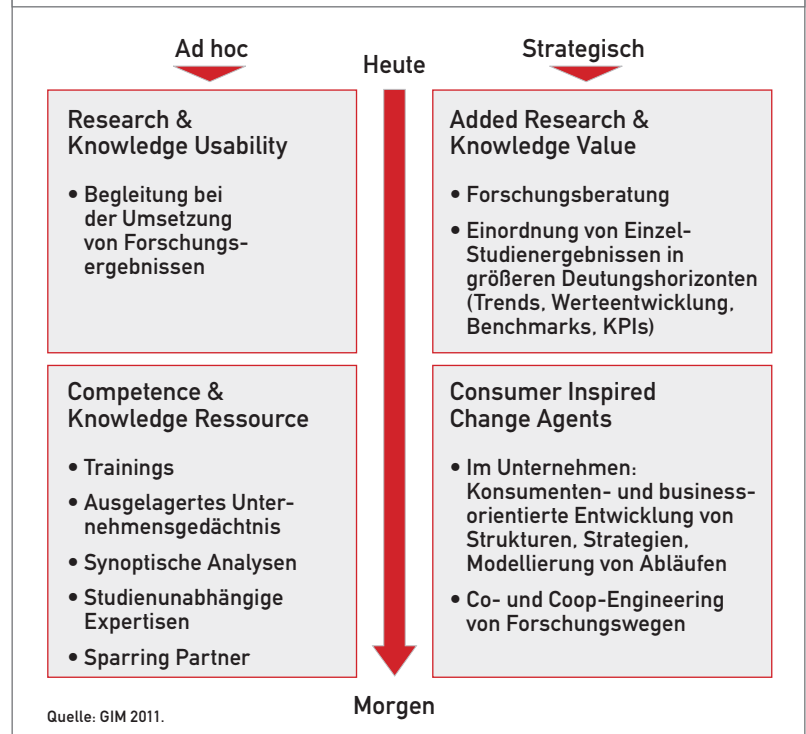 Ad hoc
Heute
Strategisch
Research &
Knowledge Usability
• Begleitung bei
der Umsetzung
von Forschungs-
ergebnissen
Added Research &
Knowledge Value
• Forschungsberatung
• Einordnung von Einzel-
Studienergebnissen in
größeren Deutungshorizonten
(Trends, Werteentwicklung,
Benchmarks, KPIs)
Competence &
Knowledge Ressource
• Trainings
• Ausgelagertes Unter-
nehmensgedächtnis
• Synoptische Analysen
• Studienunabhängige
Expertisen
• Sparring Partner
Consumer Inspired
Change Agents
• Im Unternehmen:
Konsumenten- und business-
orientierte Entwicklung von
Strukturen, Strategien,
Modellierung von Abläufen
• Co- und Coop-Engineering
von Forschungswegen
Morgen
Quelle: GIM 2011.